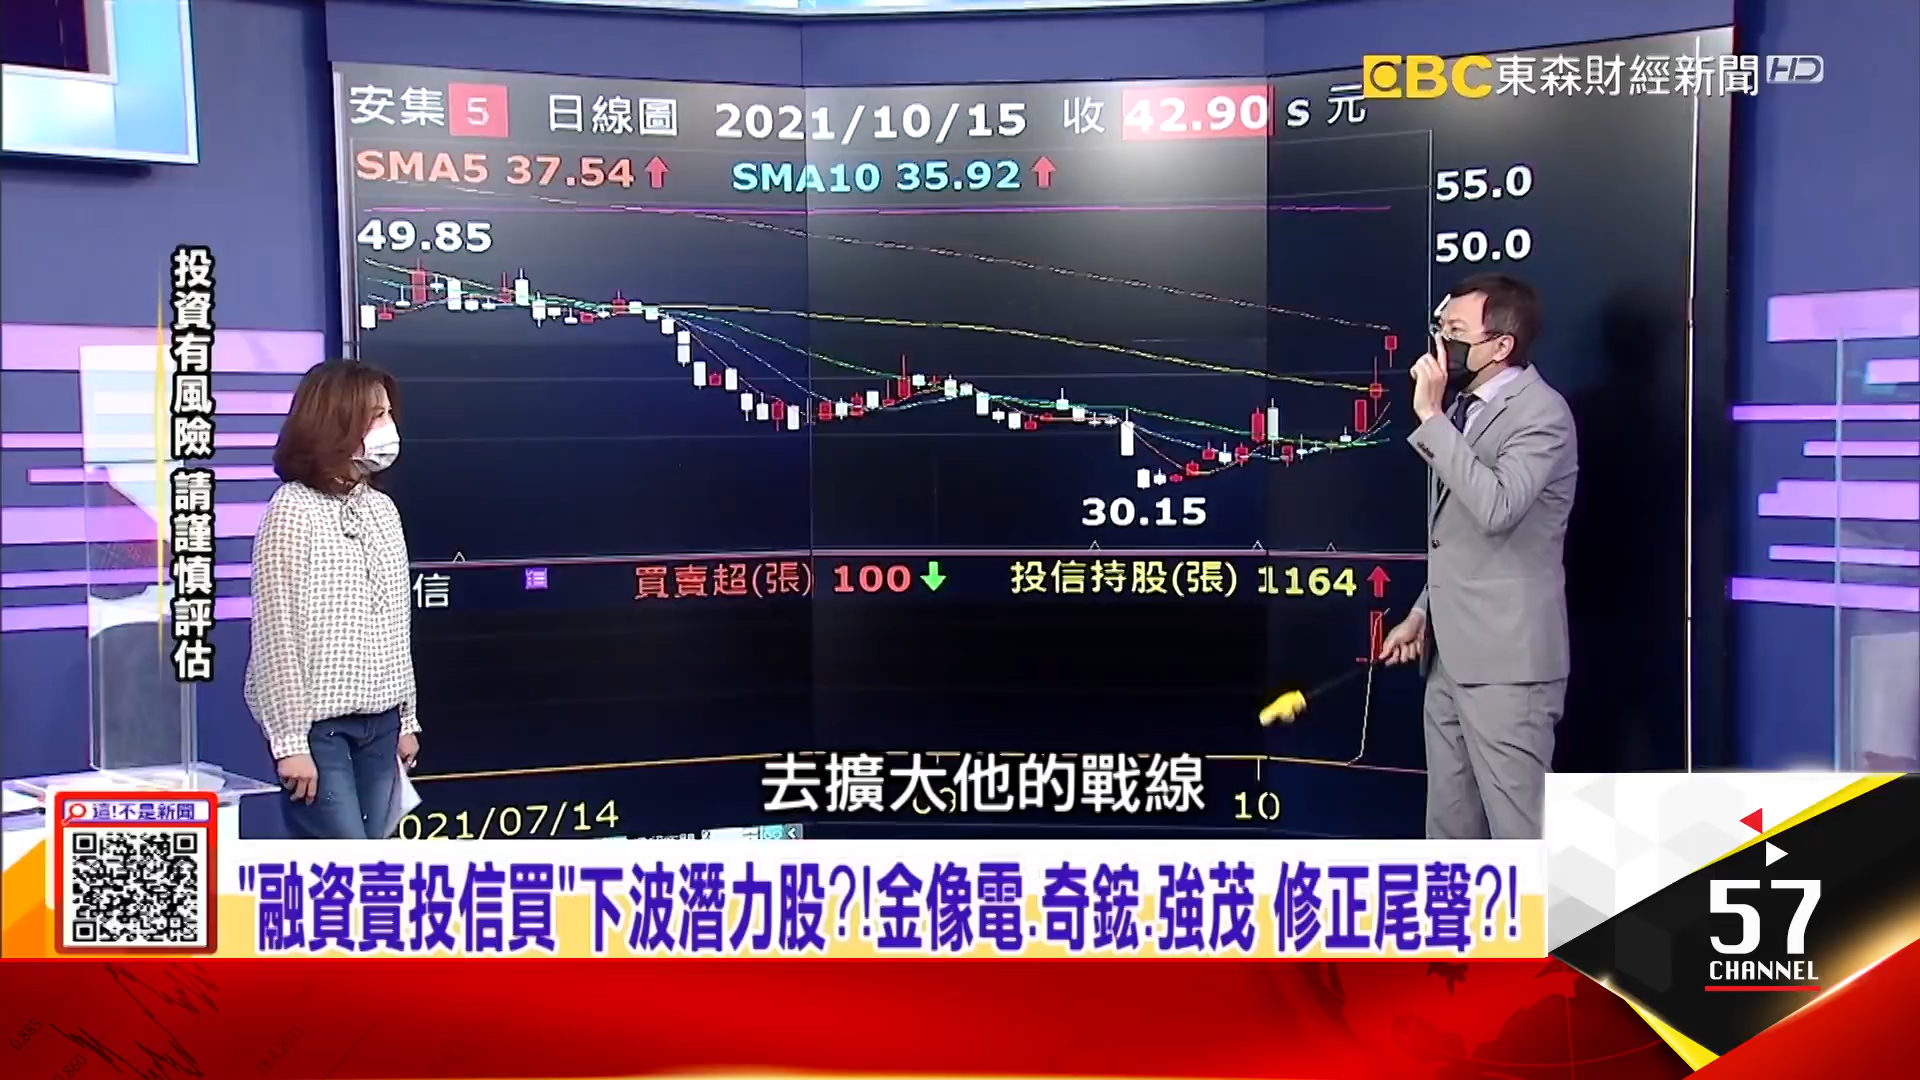 EBC 東森財經新聞 HD
安集 5 日線圖 2021/10/15 收 42.90 s 元
SMA5 37.54 SMA10 35.92
55.0
50.0
49.85
30.15
投資有風險 請謹慎評估
信 買賣超(張) 100 投信持股(張) 1164
021/07/14
10
去擴大他的戰線
這!不是新聞
"融資賣投信買"下波潛力股?!金像電.奇鋐.強茂 修正尾聲?!
57
CHANNEL